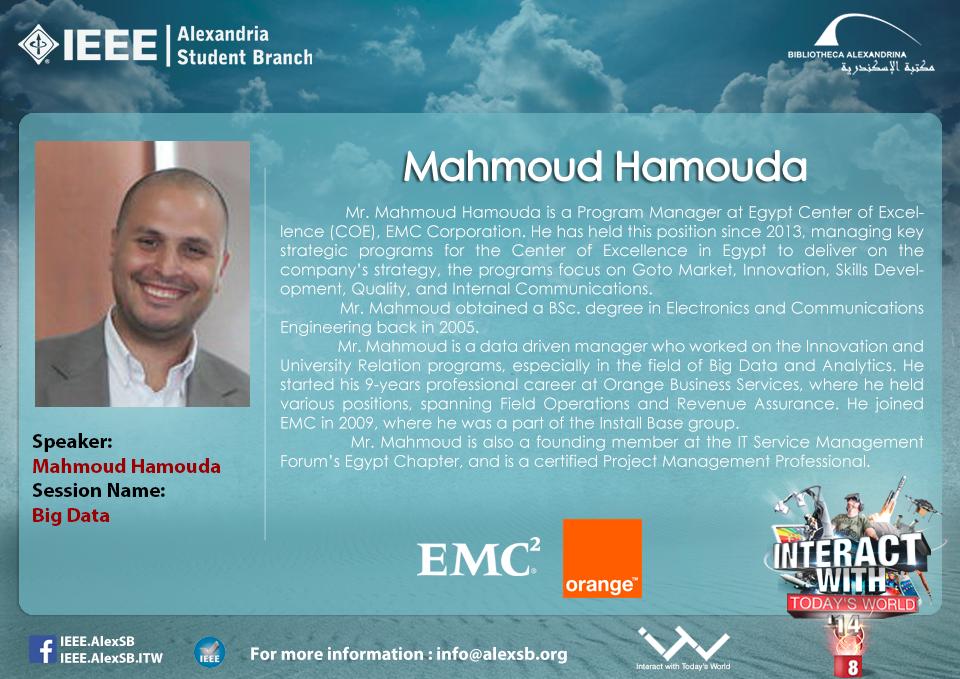 IEEE
Alexandria
Student Branch
BIBLIOTHECA ALEXANDRINA
مكتبة الإسكندرية
Mahmoud Hamouda
Mr. Mahmoud Hamouda is a Program Manager at Egypt Center of Excel-
lence (COE), EMC Corporation. He has held this position since 2013, managing key
strategic programs for the Center of Excellence in Egypt to deliver on the
company's strategy, the programs focus on Goto Market, Innovation, Skills Devel-
opment, Quality, and Internal Communications.
Mr. Mahmoud obtained a BSc. degree in Electronics and Communications
Engineering back in 2005.
Mr. Mahmoud is a data driven manager who worked on the Innovation and
University Relation programs, especially in the field of Big Data and Analytics. He
started his 9-years professional career at Orange Business Services, where he held
various positions, spanning Field Operations and Revenue Assurance. He joined
EMC in 2009, where he was a part of the Install Base group.
Mr. Mahmoud is also a founding member at the IT Service Management
Forum's Egypt Chapter, and is a certified Project Management Professional.
Speaker:
Mahmoud Hamouda
Session Name:
Big Data
EMC²®
orange™
INTERACT
WITH
TODAY'S WORLD
'14
8
IEEE.AlexSB
IEEE.AlexSB.ITW
IEEE
For more information : info@alexsb.org
Interact with Today's World